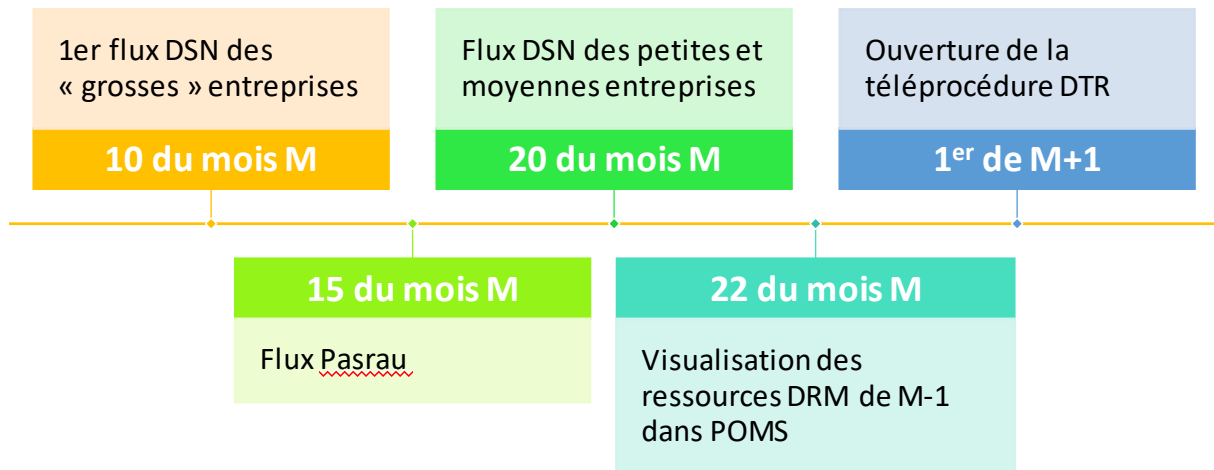 1er flux DSN des
« grosses » entreprises
10 du mois M
Flux DSN des petites et
moyennes entreprises
20 du mois M
Ouverture de la
téléprocédure DTR
1er de M+1
15 du mois M
Flux Pasrau
22 du mois M
Visualisation des
ressources DRM de M-1
dans POMS